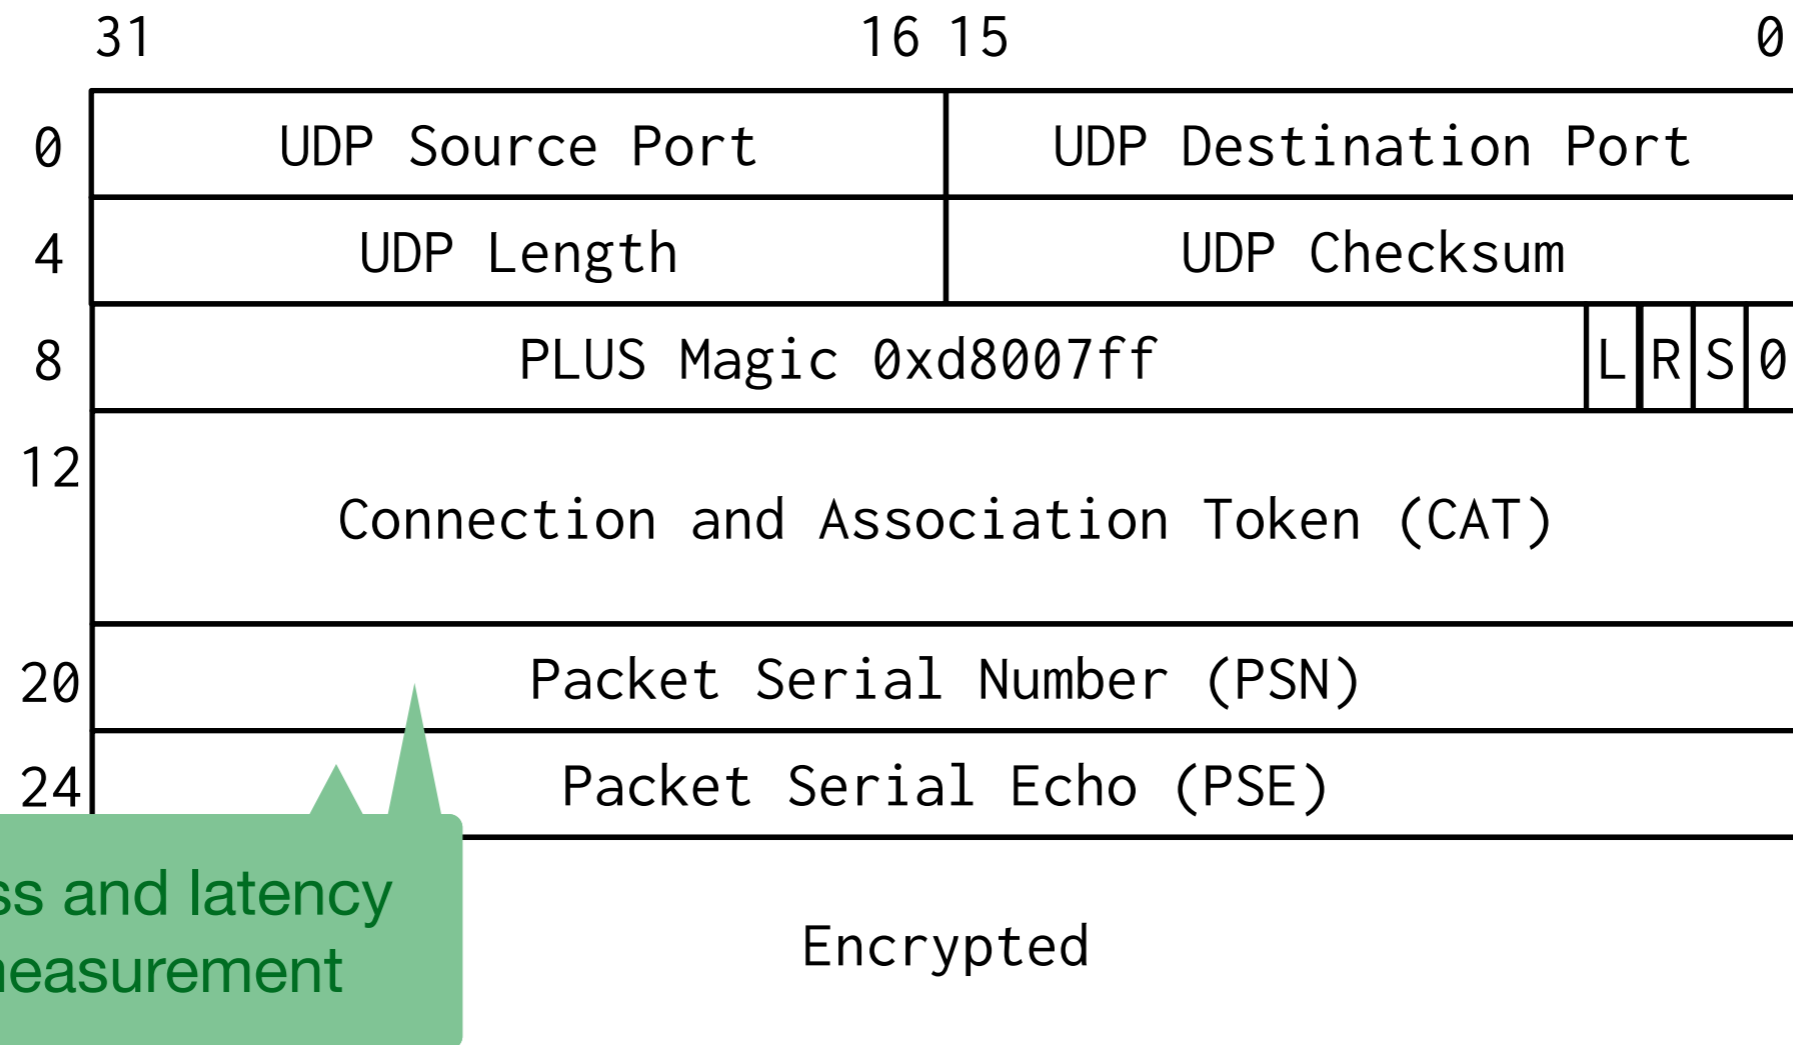 31 16 15 0
0 UDP Source Port UDP Destination Port
4 UDP Length UDP Checksum
8 PLUS Magic 0xd8007ff L R S 0
12
Connection and Association Token (CAT)
20 Packet Serial Number (PSN)
24 Packet Serial Echo (PSE)
and latency
Encrypted